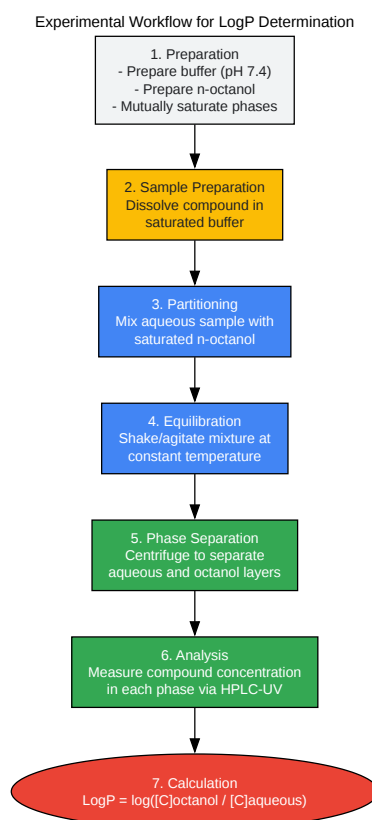 Experimental Workflow for LogP Determination
1. Preparation
- Prepare buffer (pH 7.4)
- Prepare n-octanol
- Mutually saturate phases
2. Sample Preparation
Dissolve compound in
saturated buffer
3. Partitioning
Mix aqueous sample with
saturated n-octanol
4. Equilibration
Shake/agitate mixture at
constant temperature
5. Phase Separation
Centrifuge to separate
aqueous and octanol layers
6. Analysis
Measure compound concentration
in each phase via HPLC-UV
7. Calculation
LogP = log([C]octanol / [C]aqueous)